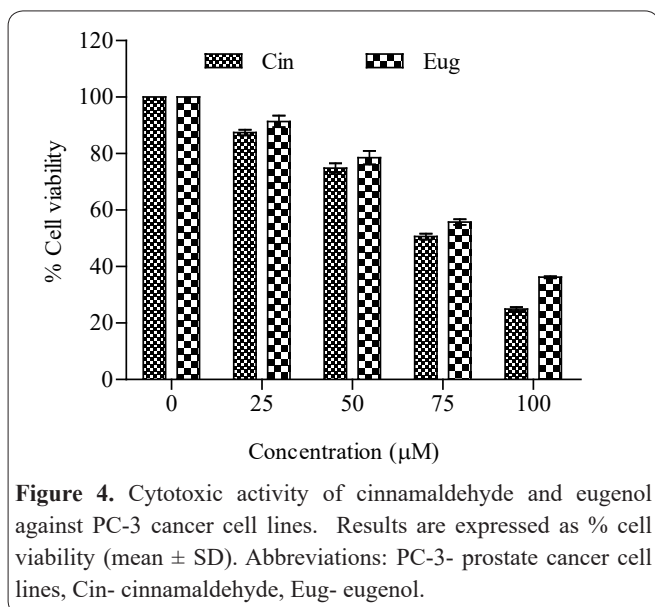 Cin Eug
120
100
80
60
40
20
0
% Cell viability
0 25 50 75 100
Concentration (μM)
Figure 4. Cytotoxic activity of cinnamaldehyde and eugenol
against PC-3 cancer cell lines. Results are expressed as % cell
viability (mean ± SD). Abbreviations: PC-3- prostate cancer cell
lines, Cin- cinnamaldehyde, Eug- eugenol.